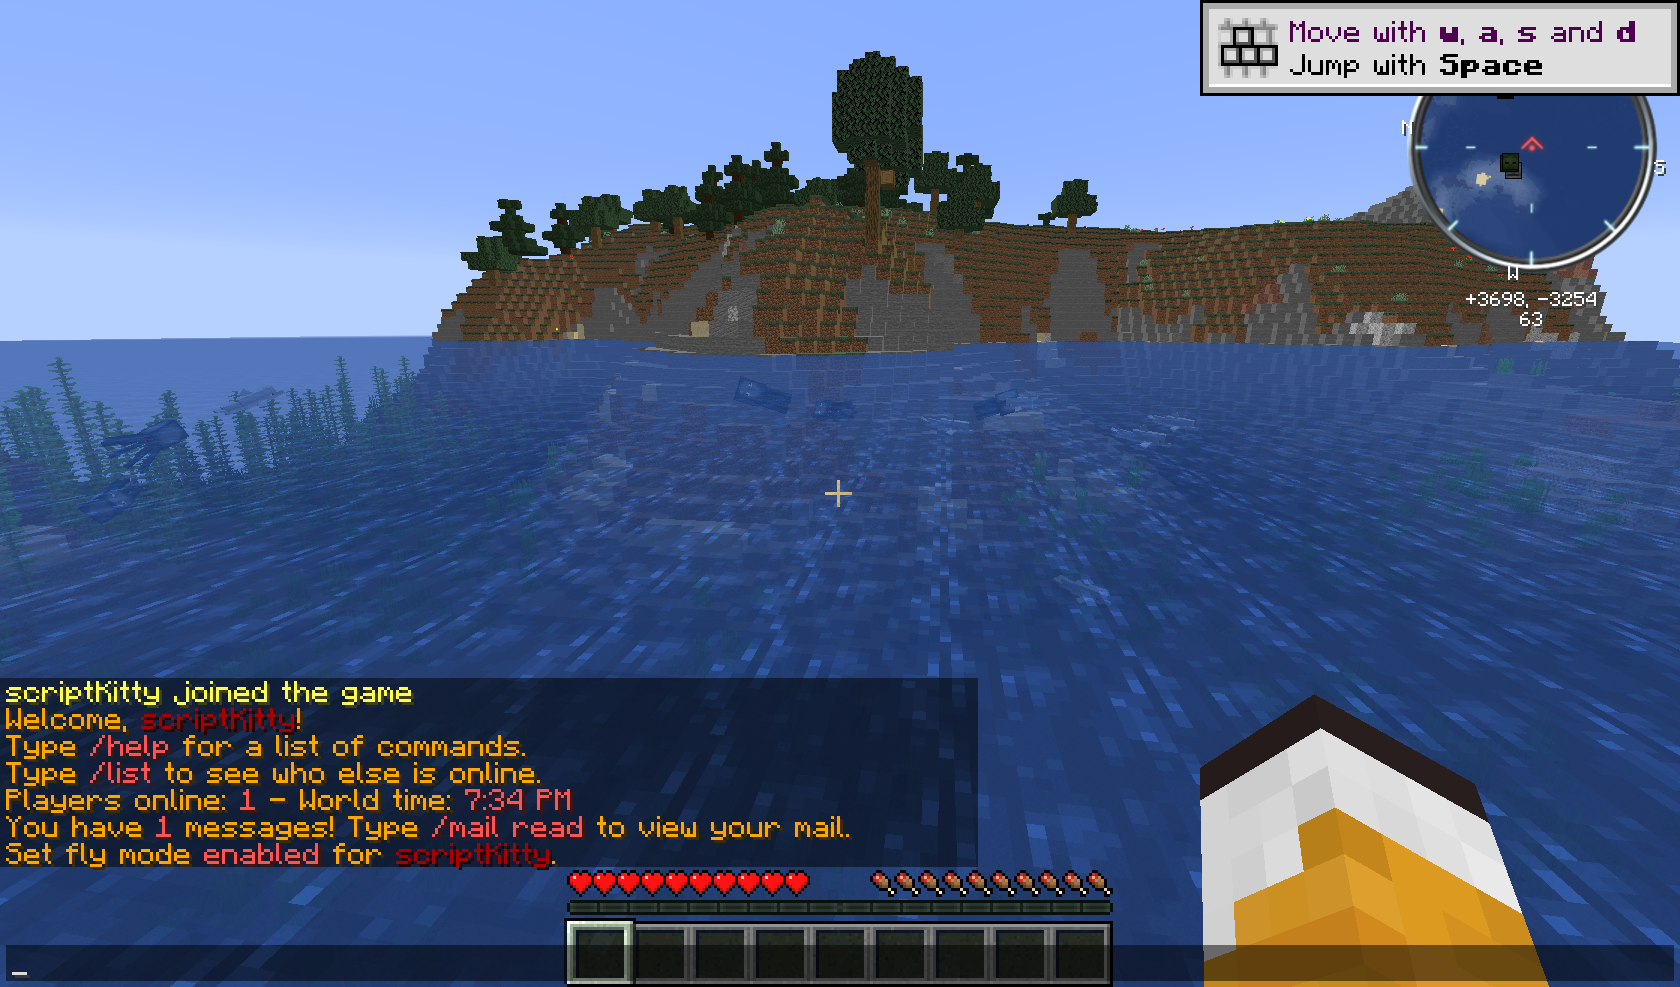 Move with w, a, s and d
Jump with Space
N
S
W
+3698, -3254
63
scriptKitty joined the game
Welcome, scriptKitty!
Type /help for a list of commands.
Type /list to see who else is online.
Players online: 1 - World time: 7:34 PM
You have 1 messages! Type /mail read to view your mail.
Set fly mode enabled for scriptKitty.
_